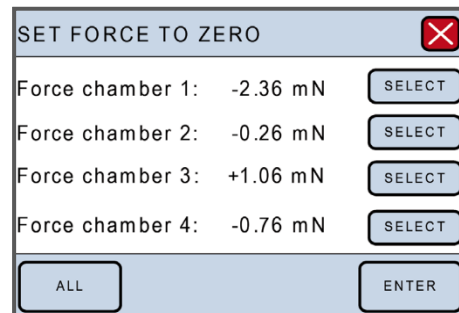 SET FORCE TO ZERO
Force chamber 1: -2.36 mN SELECT
Force chamber 2: -0.26 mN SELECT
Force chamber 3: +1.06 mN SELECT
Force chamber 4: -0.76 mN SELECT
ALL ENTER